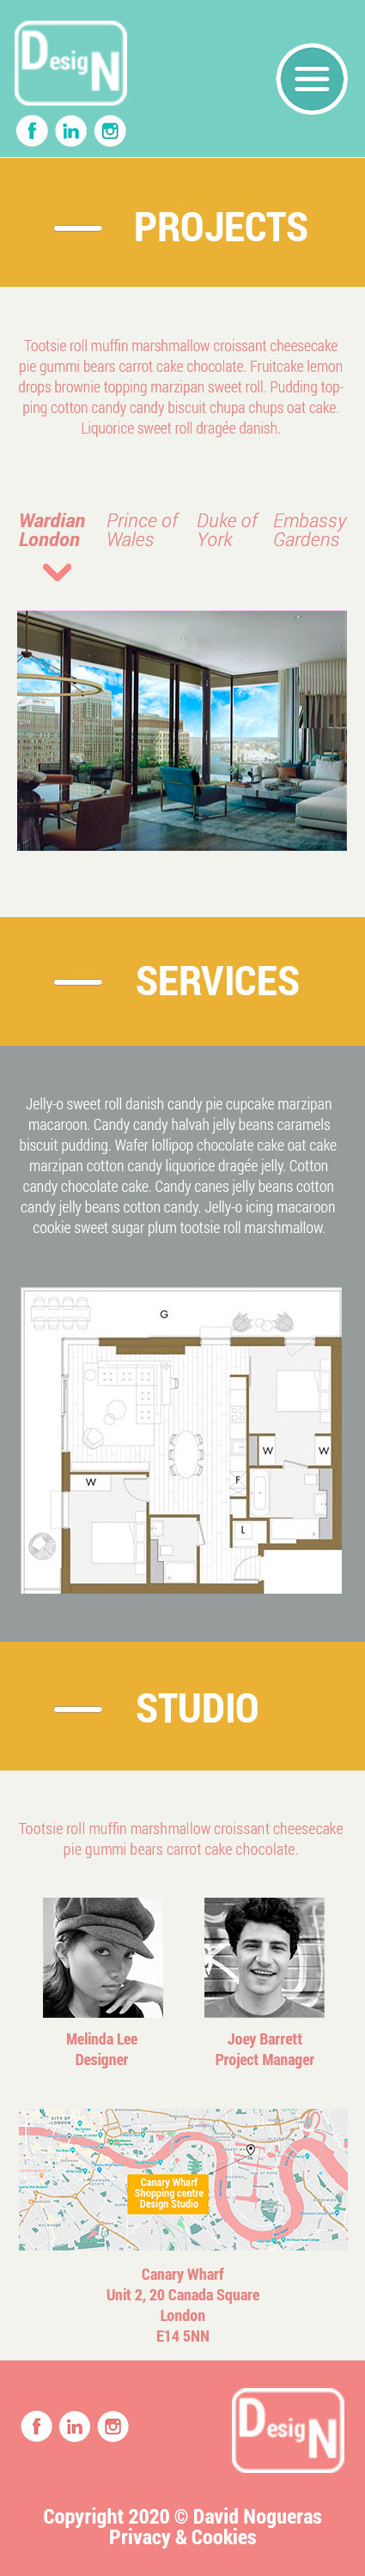 DesigN
PROJECTS
Tootsie roll muffin marshmallow croissant cheesecake
pie gummi bears carrot cake chocolate. Fruitcake lemon
drops brownie topping marzipan sweet roll. Pudding top-
ping cotton candy candy biscuit chupa chups oat cake.
Liquorice sweet roll dragée danish.
Wardian London
Prince of Wales
Duke of York
Embassy Gardens
SERVICES
Jelly-o sweet roll danish candy pie cupcake marzipan
macaroon. Candy candy halvah jelly beans caramels
biscuit pudding. Wafer lollipop chocolate cake oat cake
marzipan cotton candy liquorice dragée jelly. Cotton
candy chocolate cake. Candy canes jelly beans cotton
candy jelly beans cotton candy. Jelly-o icing macaroon
cookie sweet sugar plum tootsie roll marshmallow.
G
W
W
W
F
L
STUDIO
Tootsie roll muffin marshmallow croissant cheesecake
pie gummi bears carrot cake chocolate.
Melinda Lee
Designer
Joey Barrett
Project Manager
CITY OF LONDON
Canary Wharf
Shopping centre
Design Studio
Canary Wharf
Unit 2, 20 Canada Square
London
E14 5NN
DesigN
Copyright 2020 © David Nogueras
Privacy & Cookies